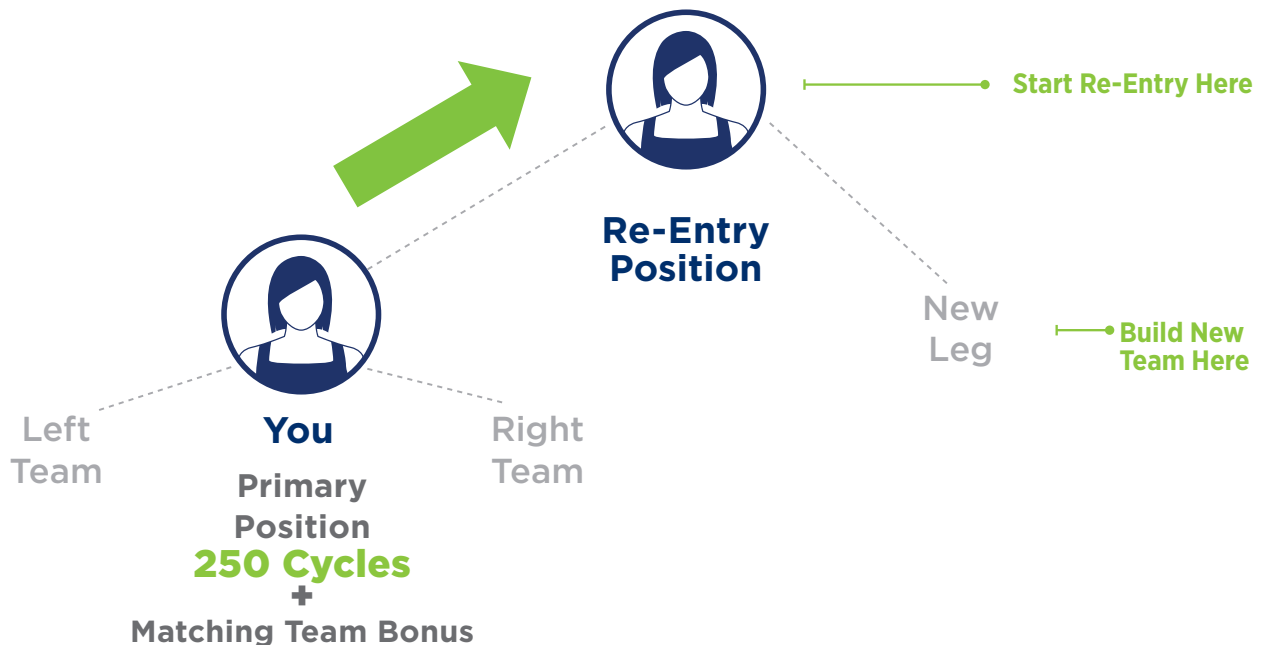 Start Re-Entry Here
Re-Entry
Position
New
Leg
Build New
Team Here
Left
Team
You
Right
Team
Primary
Position
250 Cycles
+
Matching Team Bonus